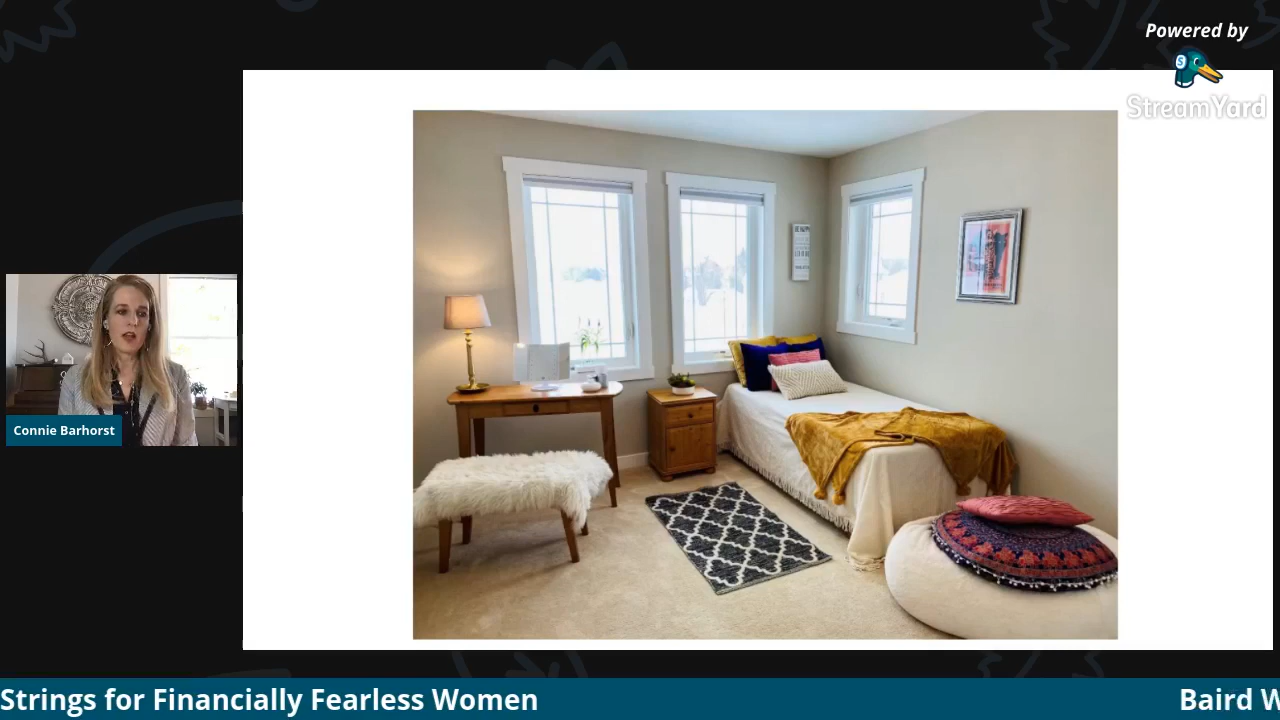 Powered by
StreamYard
Connie Barhorst
Strings for Financially Fearless Women
Baird